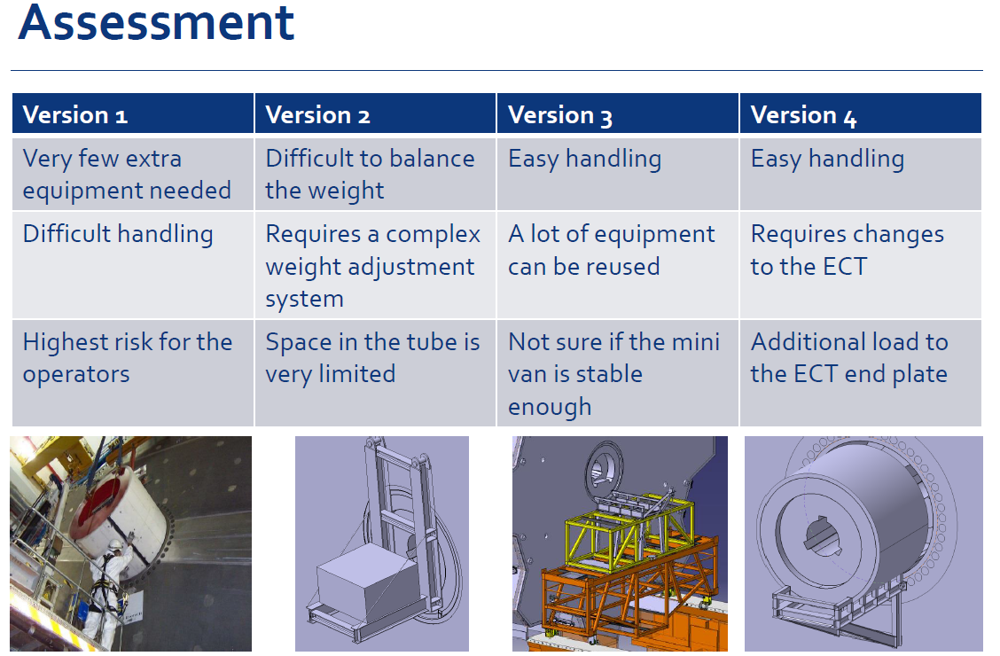 Assessment
Version 1
Version 2
Version 3
Version 4
Very few extra
equipment needed
Difficult to balance
the weight
Easy handling
Easy handling
Difficult handling
Requires a complex
weight adjustment
system
A lot of equipment
can be reused
Requires changes
to the ECT
Highest risk for the
operators
Space in the tube is
very limited
Not sure if the mini
van is stable
enough
Additional load to
the ECT end plate